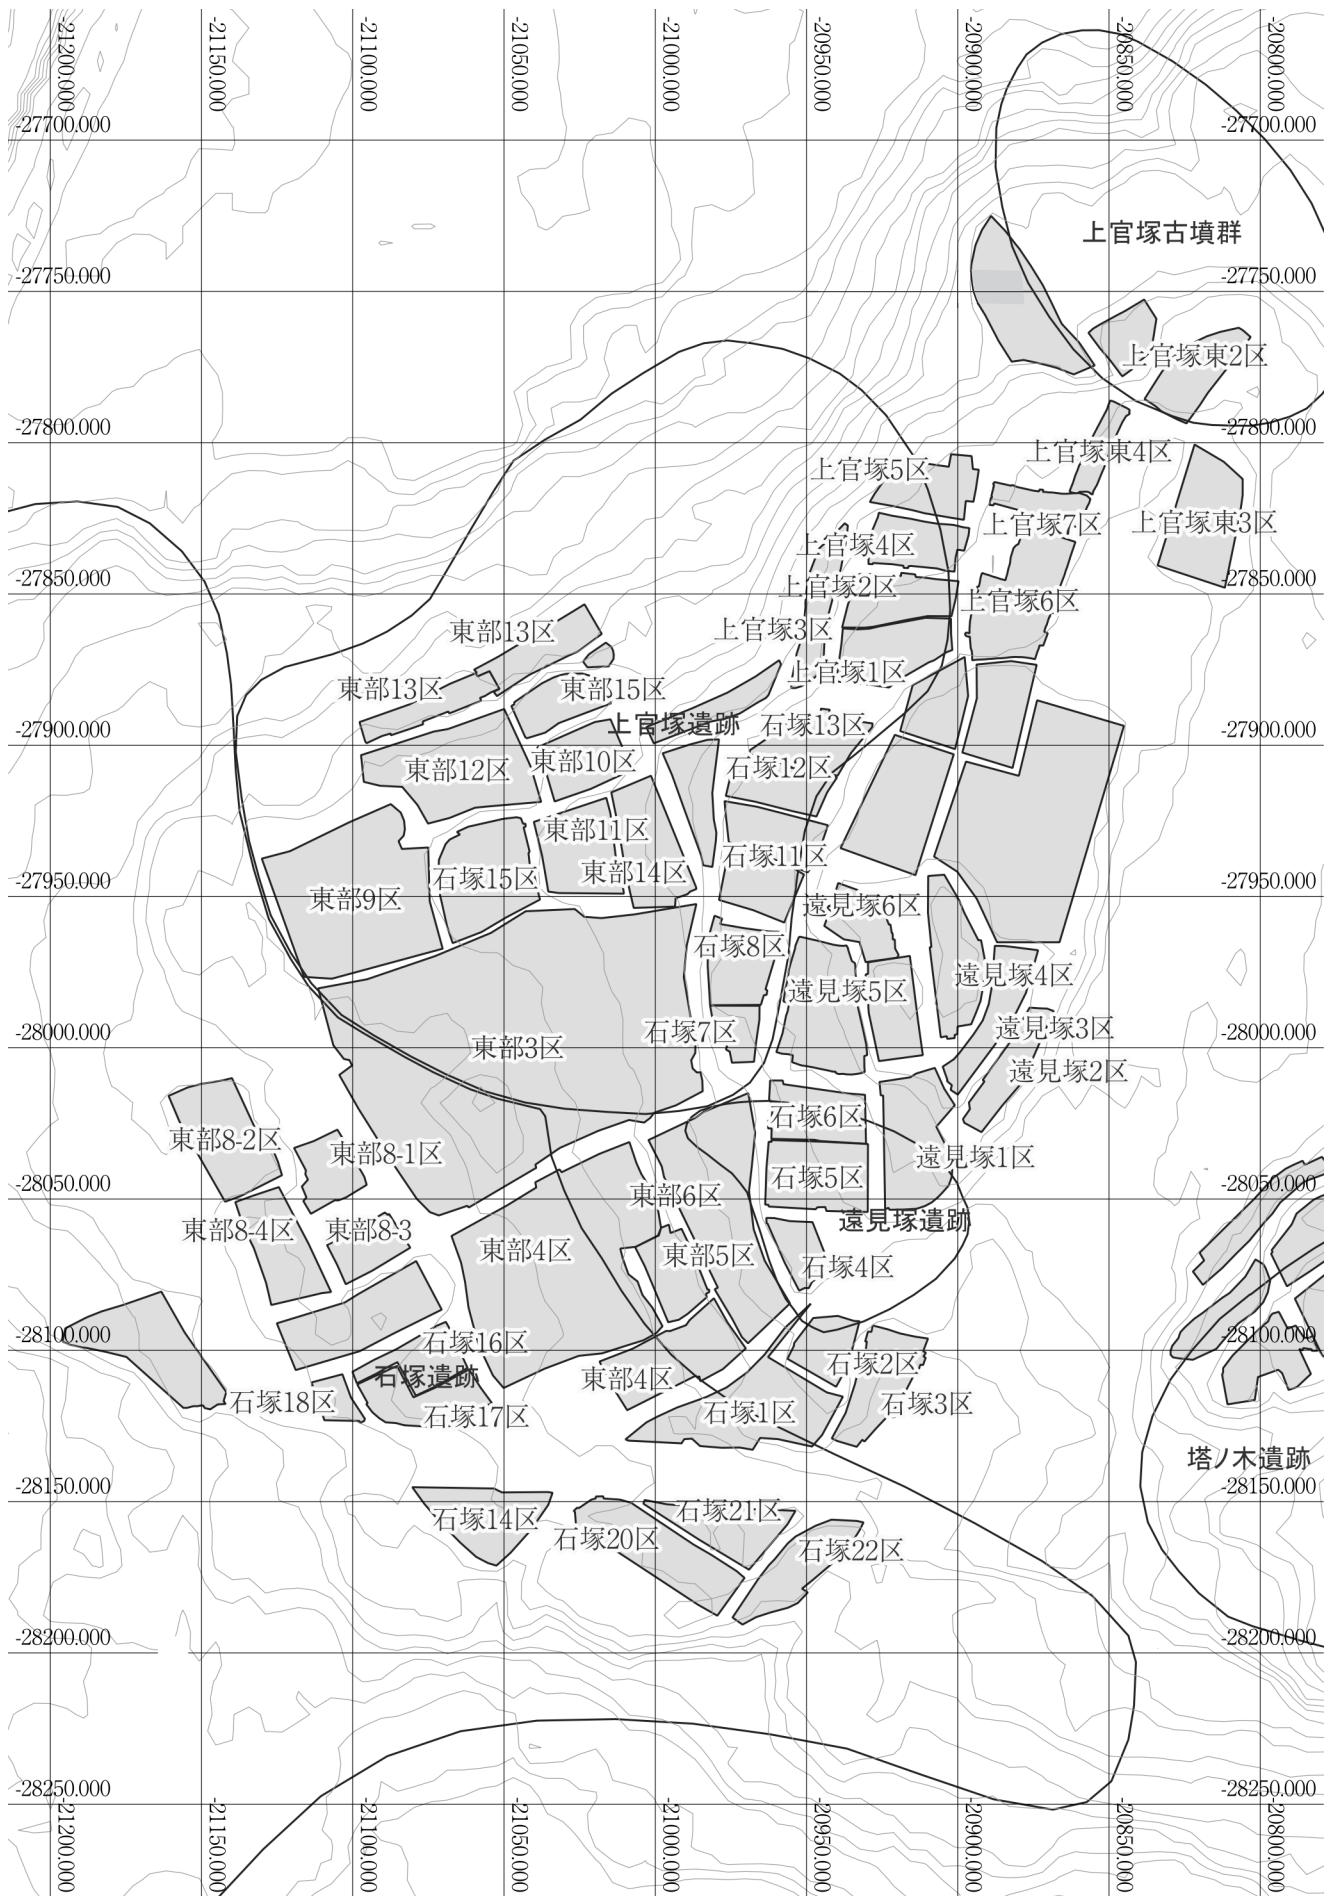 -21200.000
-21150.000
-21100.000
-21050.000
-21000.000
-20950.000
-20900.000
-20850.000
-20800.000
-27700.000
-27700.000
上官塚古墳群
-27750.000
-27750.000
上官塚東2区
-27800.000
-27800.000
上官塚東4区
上官塚5区
上官塚7区
上官塚東3区
上官塚4区
-27850.000
-27850.000
上官塚2区
上官塚6区
東部13区
上官塚3区
上官塚1区
東部13区
東部15区
上官塚遺跡
石塚13区
-27900.000
-27900.000
東部12区
東部10区
石塚12区
東部11区
石塚11区
東部14区
石塚15区
-27950.000
-27950.000
東部9区
遠見塚6区
石塚8区
遠見塚4区
遠見塚5区
石塚7区
遠見塚3区
-28000.000
-28000.000
東部3区
遠見塚2区
石塚6区
東部8-2区
東部8-1区
遠見塚1区
石塚5区
-28050.000
-28050.000
東部6区
遠見塚遺跡
東部8-4区
東部8-3
東部4区
東部5区
石塚4区
-28100.000
-28100.000
石塚16区
石塚2区
石塚遺跡
東部4区
石塚18区
石塚17区
石塚1区
石塚3区
塔ノ木遺跡
-28150.000
-28150.000
石塚14区
石塚21区
石塚20区
石塚22区
-28200.000
-28200.000
-28250.000
-28250.000
-21200.000
-21150.000
-21100.000
-21050.000
-21000.000
-20950.000
-20900.000
-20850.000
-20800.000